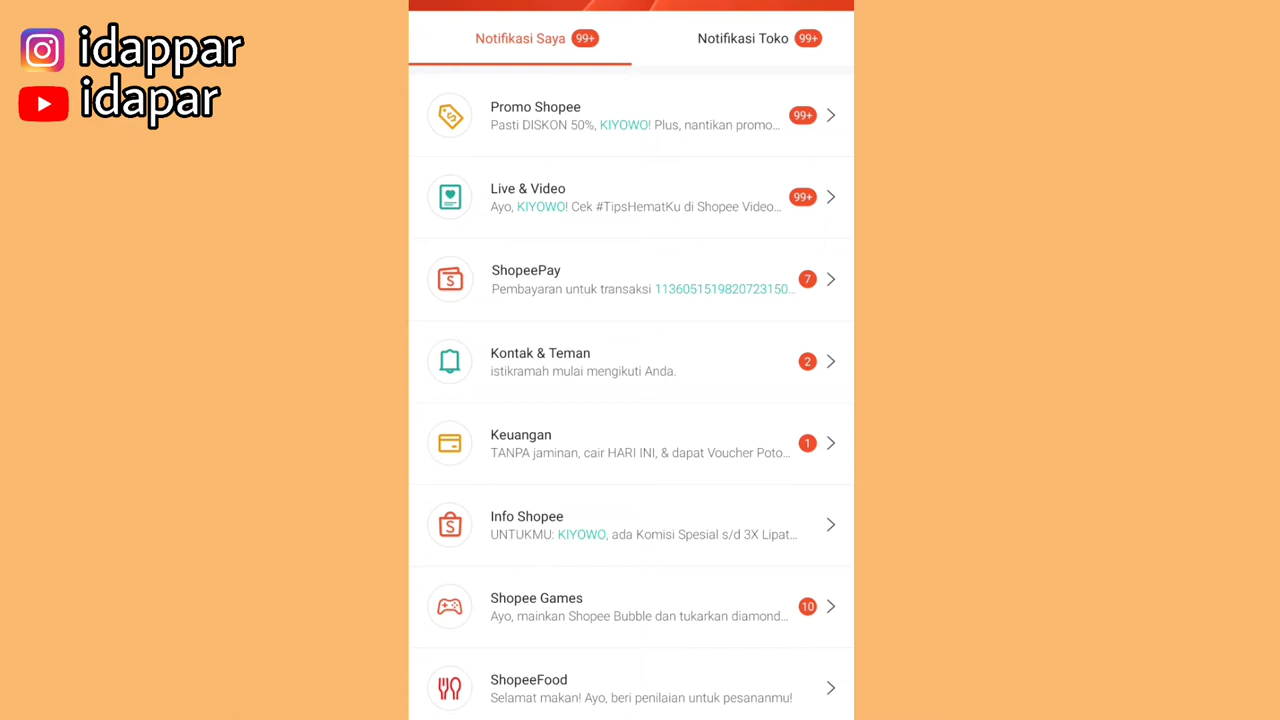 idappar
idapar
Notifikasi Saya 99+
Notifikasi Toko 99+
Promo Shopee
Pasti DISKON 50%, KIYOWO! Plus, nantikan promo...
99+
Live & Video
Ayo, KIYOWO! Cek #TipsHematKu di Shopee Video...
99+
ShopeePay
Pembayaran untuk transaksi 1136051519820723150...
7
Kontak & Teman
istikramah mulai mengikuti Anda.
2
Keuangan
TANPA jaminan, cair HARI INI, & dapat Voucher Poto...
1
Info Shopee
UNTUKMU: KIYOWO, ada Komisi Spesial s/d 3X Lipat...
Shopee Games
Ayo, mainkan Shopee Bubble dan tukarkan diamond...
10
ShopeeFood
Selamat makan! Ayo, beri penilaian untuk pesananmu!